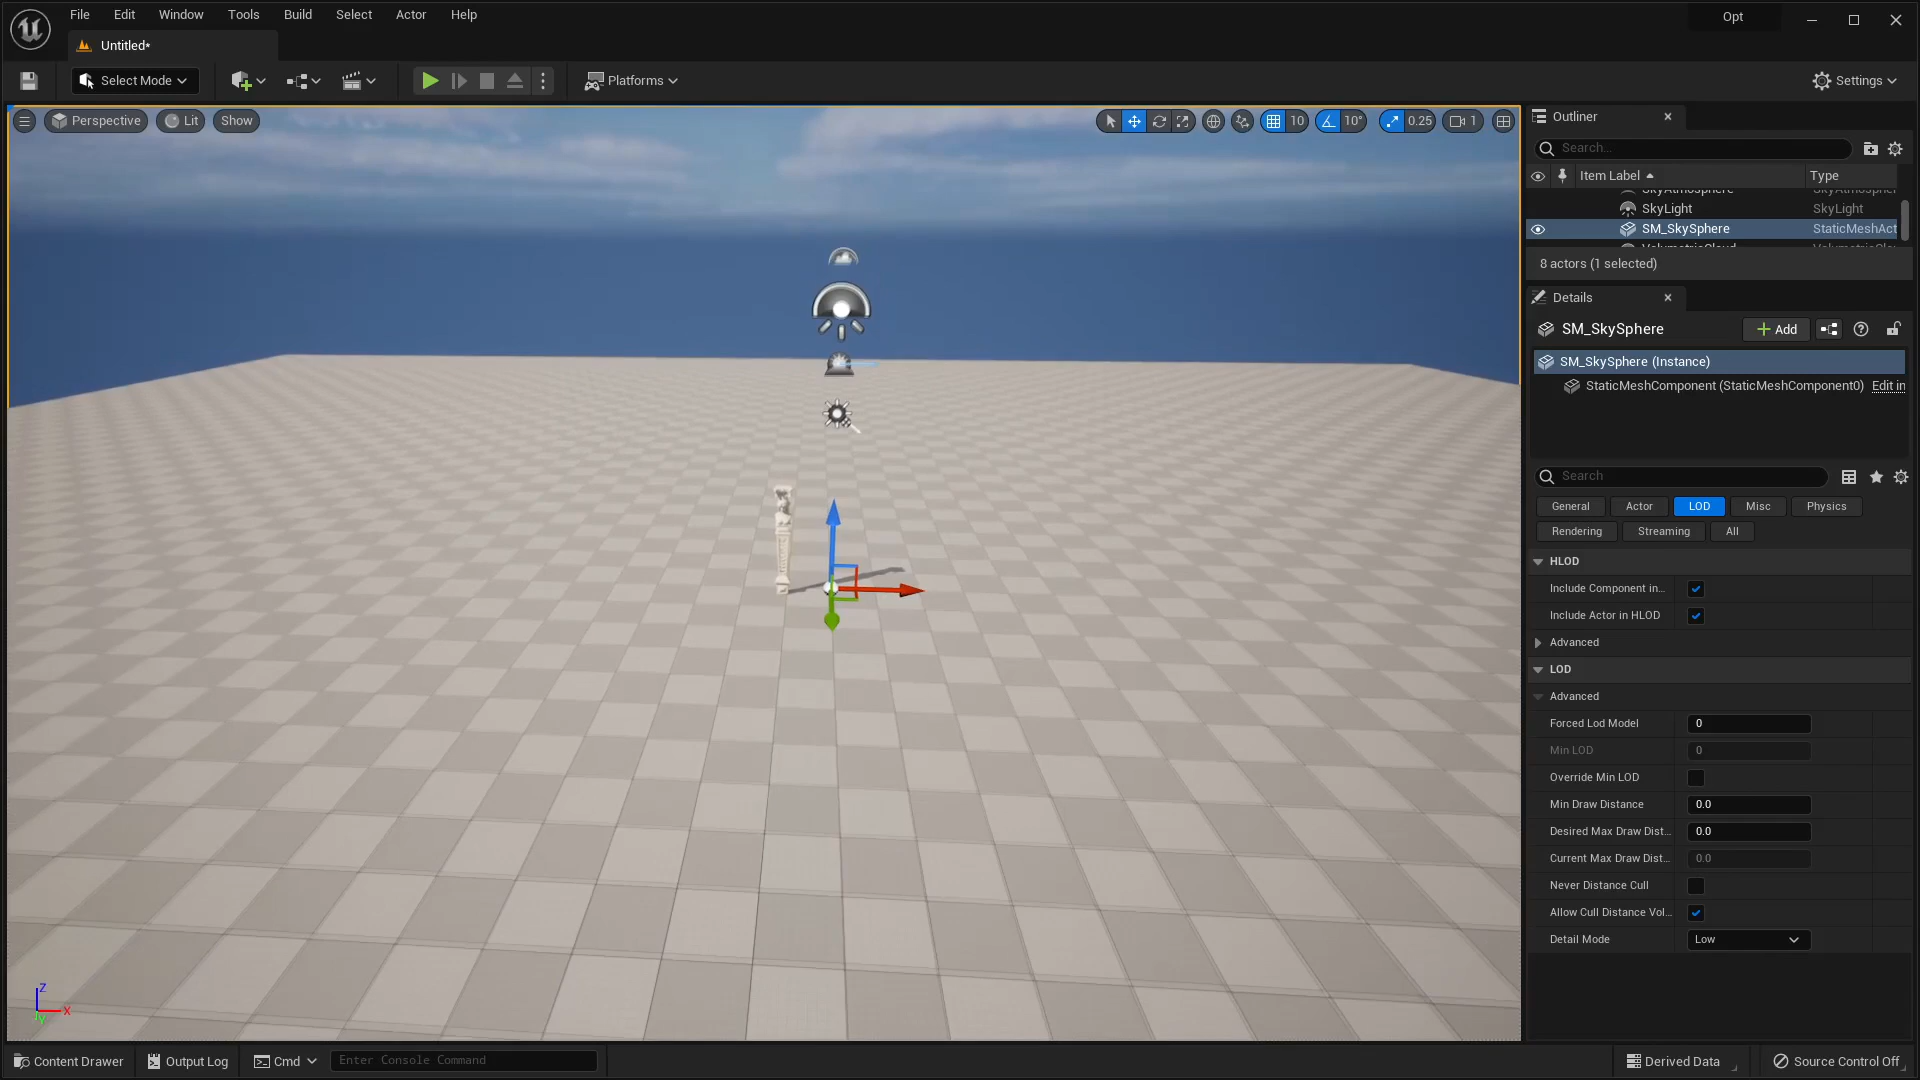 File Edit Window Tools Build Select Actor Help
Opt
Untitled*
Select Mode
Platforms
Settings
Perspective Lit Show
10 10° 0.25 1
Outliner
Search...
Item Label Type
SkyAtmosphere SkyAtmospher
SkyLight SkyLight
SM_SkySphere StaticMeshAct
VolumetricCloud VolumetricClo
8 actors (1 selected)
Details
SM_SkySphere
Add
SM_SkySphere (Instance)
StaticMeshComponent (StaticMeshComponent0) Edit in
Search
General Actor LOD Misc Physics
Rendering Streaming All
HLOD
Include Component in...
Include Actor in HLOD
Advanced
LOD
Advanced
Forced Lod Model 0
Min LOD 0
Override Min LOD
Min Draw Distance 0.0
Desired Max Draw Dist... 0.0
Current Max Draw Dist... 0.0
Never Distance Cull
Allow Cull Distance Vol...
Detail Mode Low
Z
X
Y
Content Drawer Output Log Cmd Enter Console Command
Derived Data Source Control Off